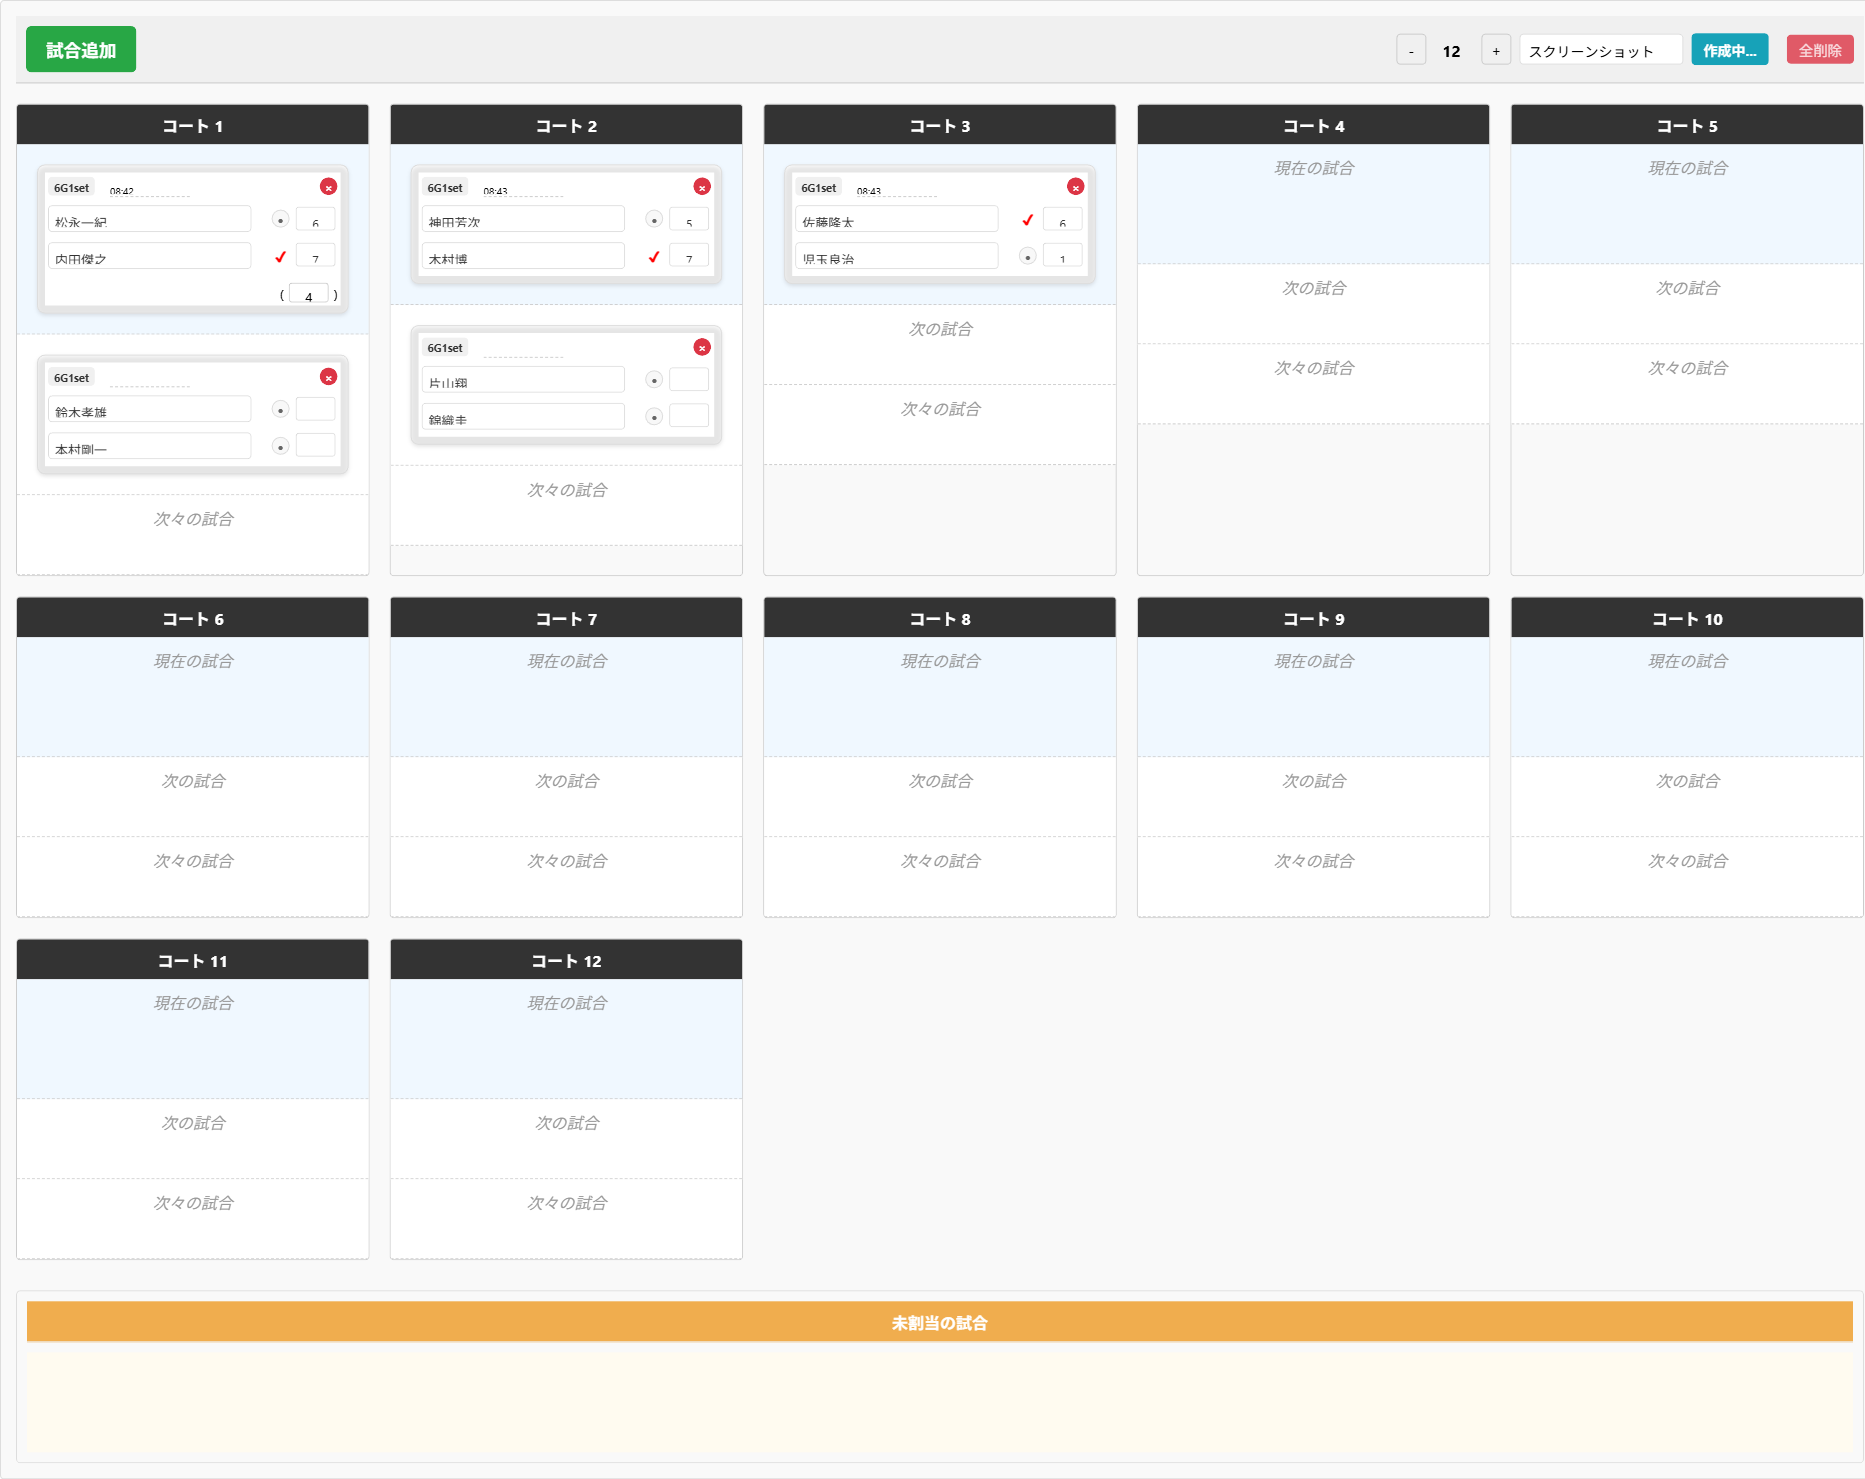 試合追加
- 12 + スクリーンショット 作成中... 全削除
コート 1
6G1set 08:42 ×
松永一紀 6
内田傑之 ✓ 7
( 4 )
6G1set ×
鈴木孝雄
本村剛一
次々の試合
コート 2
6G1set 08:43 ×
神田芳次 5
木村博 ✓ 7
6G1set ×
片山翔
錦織圭
次々の試合
コート 3
6G1set 08:43 ×
佐藤隆太 ✓ 6
児玉良治 1
次の試合
次々の試合
コート 4
現在の試合
次の試合
次々の試合
コート 5
現在の試合
次の試合
次々の試合
コート 6
現在の試合
次の試合
次々の試合
コート 7
現在の試合
次の試合
次々の試合
コート 8
現在の試合
次の試合
次々の試合
コート 9
現在の試合
次の試合
次々の試合
コート 10
現在の試合
次の試合
次々の試合
コート 11
現在の試合
次の試合
次々の試合
コート 12
現在の試合
次の試合
次々の試合
未割当の試合